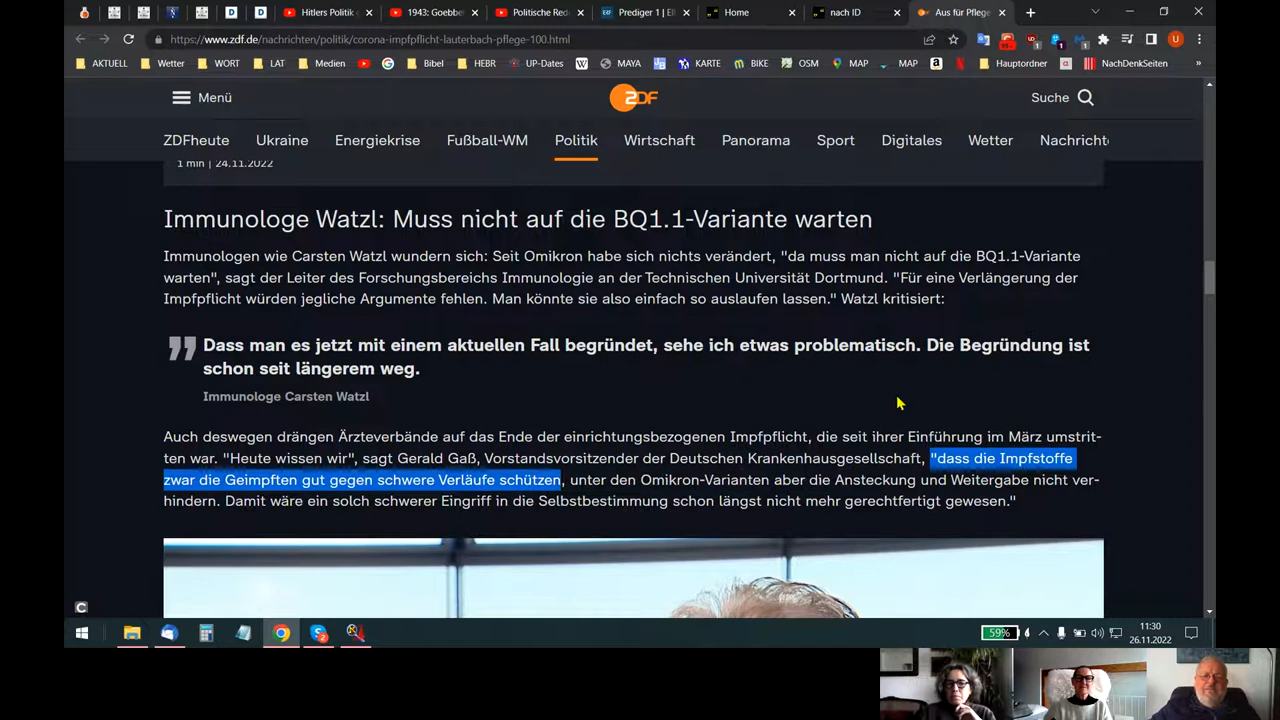 Hitlers Politik
1943: Goebbe
Politische Red
Prediger 1 | E
Home
nach ID
Aus für Pflege
https://www.zdf.de/nachrichten/politik/corona-impfpflicht-lauterbach-pflege-100.html
U
AKTUELL
Wetter
WORT
LAT
Medien
Bibel
HEBR
UP-Dates
MAYA
KARTE
BIKE
OSM
MAP
MAP
Hauptordner
NachDenkSeiten
»
Menü
ZDF
Suche
ZDFheute
Ukraine
Energiekrise
Fußball-WM
Politik
Wirtschaft
Panorama
Sport
Digitales
Wetter
Nachrichte
1 min | 24.11.2022
Immunologe Watzl: Muss nicht auf die BQ1.1-Variante warten
Immunologen wie Carsten Watzl wundern sich: Seit Omikron habe sich nichts verändert, "da muss man nicht auf die BQ1.1-Variante
warten", sagt der Leiter des Forschungsbereichs Immunologie an der Technischen Universität Dortmund. "Für eine Verlängerung der
Impfpflicht würden jegliche Argumente fehlen. Man könnte sie also einfach so auslaufen lassen." Watzl kritisiert:
Dass man es jetzt mit einem aktuellen Fall begründet, sehe ich etwas problematisch. Die Begründung ist
schon seit längerem weg.
Immunologe Carsten Watzl
Auch deswegen drängen Ärzteverbände auf das Ende der einrichtungsbezogenen Impfpflicht, die seit ihrer Einführung im März umstrit-
ten war. "Heute wissen wir", sagt Gerald Gaß, Vorstandsvorsitzender der Deutschen Krankenhausgesellschaft, "dass die Impfstoffe
zwar die Geimpften gut gegen schwere Verläufe schützen, unter den Omikron-Varianten aber die Ansteckung und Weitergabe nicht ver-
hindern. Damit wäre ein solch schwerer Eingriff in die Selbstbestimmung schon längst nicht mehr gerechtfertigt gewesen."
59%
11:30
26.11.2022